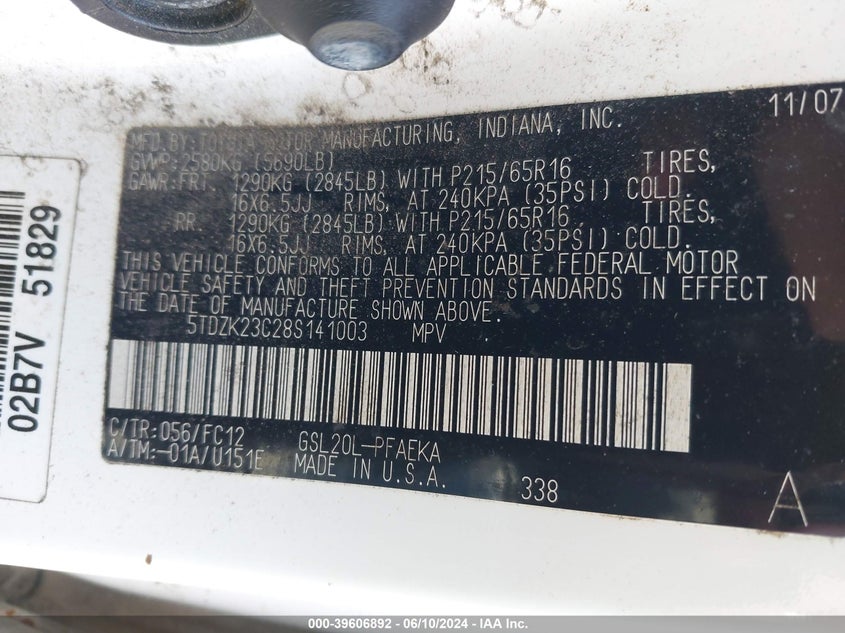 11/07
MFD. BY: TOYOTA MOTOR MANUFACTURING, INDIANA, INC.
GVWP: 2580KG (5690LB)
GAWR: FRT 1290KG (2845LB) WITH P215/65R16 TIRES,
16X6.5JJ RIMS, AT 240KPA (35PSI) COLD.
RR 1290KG (2845LB) WITH P215/65R16 TIRES,
16X6.5JJ RIMS, AT 240KPA (35PSI) COLD.
THIS VEHICLE CONFORMS TO ALL APPLICABLE FEDERAL MOTOR
VEHICLE SAFETY AND THEFT PREVENTION STANDARDS IN EFFECT ON
THE DATE OF MANUFACTURE SHOWN ABOVE.
5TDZK23C28S141003 MPV
C/TR: 056/FC12 GSL20L-PFAEKA
A/TM:-01A/U151E MADE IN U.S.A. 338
A
02B7V 51829
000-39606892 - 06/10/2024 - IAA Inc.